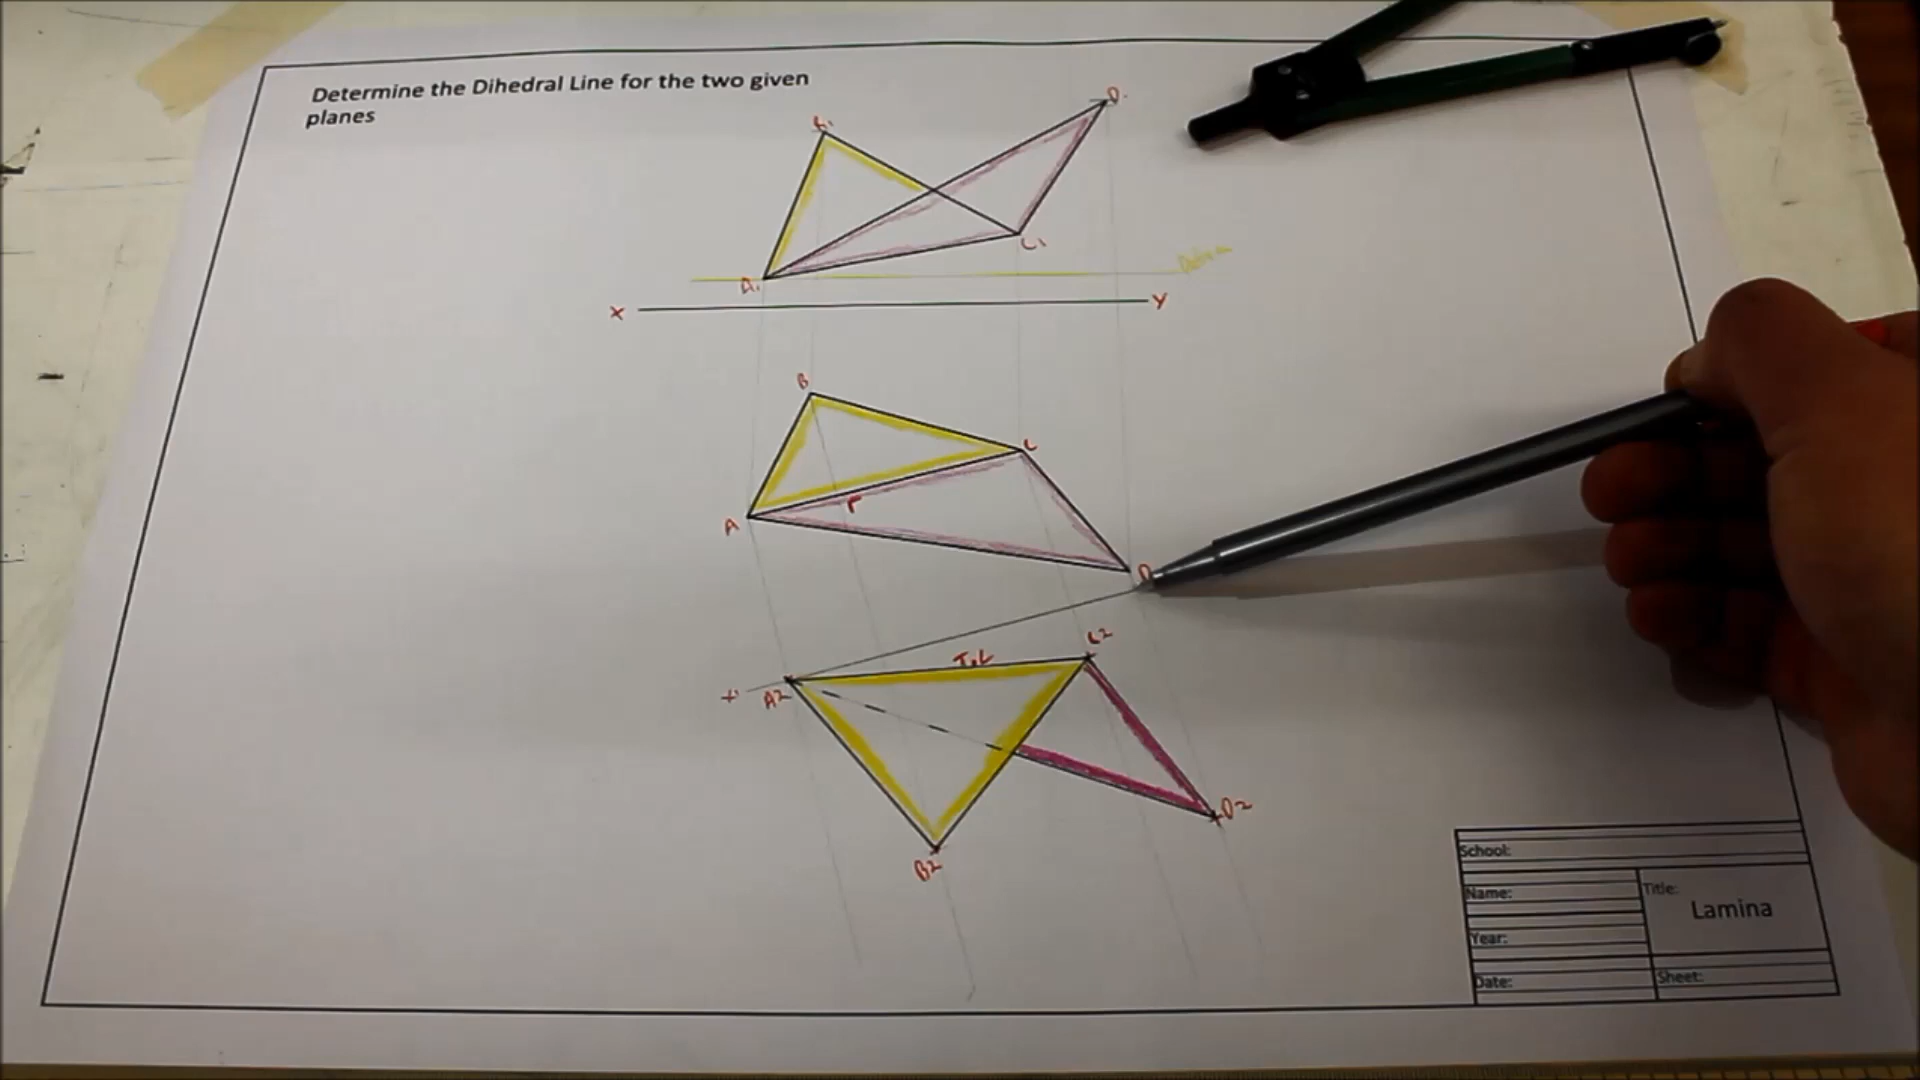 Determine the Dihedral Line for the two given
planes
B1
D1
A1
C1
X
Y
B
C
A
r
D
C2
T.L
A2
B2
D2
School:
Name:
Title:
Lamina
Year:
Date:
Sheet: